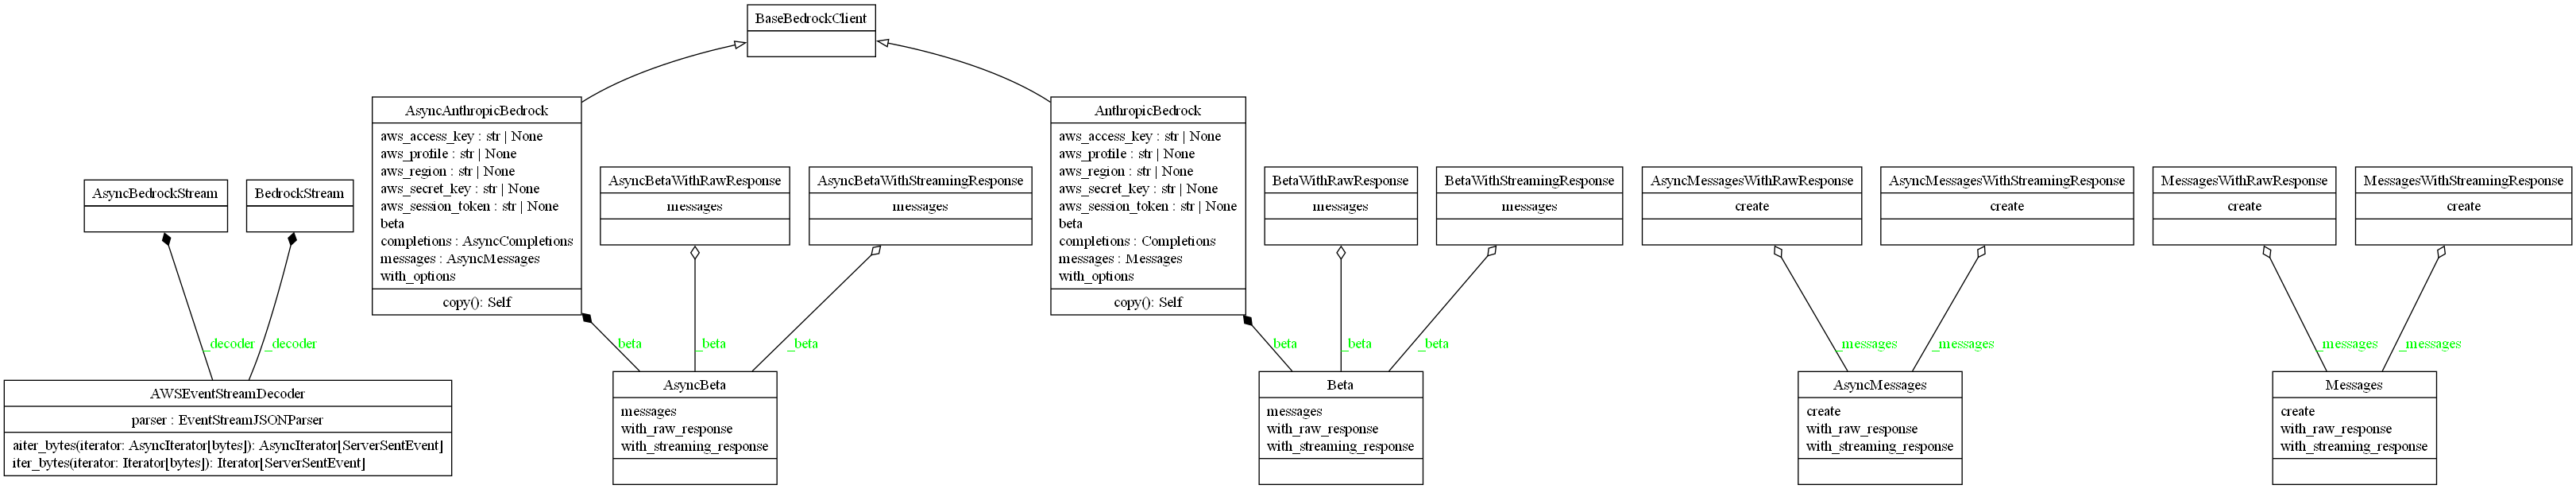 BaseBedrockClient
AsyncAnthropicBedrock
aws_access_key : str | None
aws_profile : str | None
aws_region : str | None
aws_secret_key : str | None
aws_session_token : str | None
beta
completions : AsyncCompletions
messages : AsyncMessages
with_options
copy(): Self
AnthropicBedrock
aws_access_key : str | None
aws_profile : str | None
aws_region : str | None
aws_secret_key : str | None
aws_session_token : str | None
beta
completions : Completions
messages : Messages
with_options
copy(): Self
AsyncBedrockStream
BedrockStream
AsyncBetaWithRawResponse
messages
AsyncBetaWithStreamingResponse
messages
BetaWithRawResponse
messages
BetaWithStreamingResponse
messages
AsyncMessagesWithRawResponse
create
AsyncMessagesWithStreamingResponse
create
MessagesWithRawResponse
create
MessagesWithStreamingResponse
create
_decoder
_decoder
beta
_beta
_beta
beta
_beta
_beta
_messages
_messages
_messages
_messages
AWSEventStreamDecoder
parser : EventStreamJSONParser
aiter_bytes(iterator: AsyncIterator[bytes]): AsyncIterator[ServerSentEvent]
iter_bytes(iterator: Iterator[bytes]): Iterator[ServerSentEvent]
AsyncBeta
messages
with_raw_response
with_streaming_response
Beta
messages
with_raw_response
with_streaming_response
AsyncMessages
create
with_raw_response
with_streaming_response
Messages
create
with_raw_response
with_streaming_response